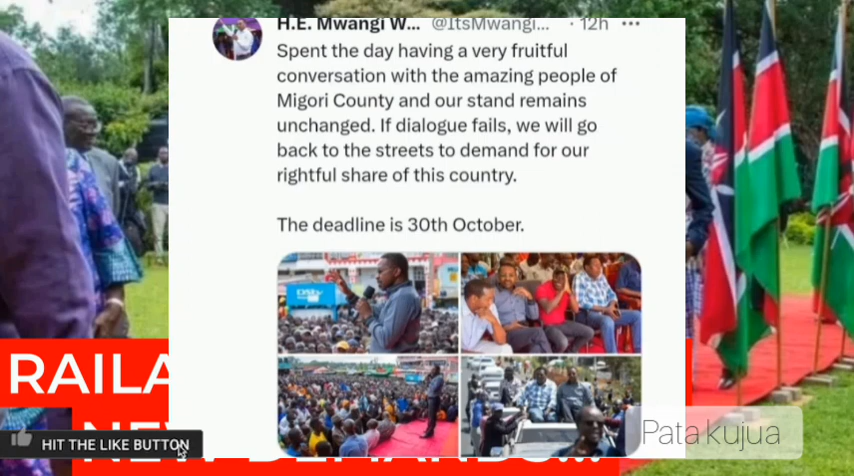 H.E. Mwangi W... @ItsMwangi... · 12h ...
Spent the day having a very fruitful
conversation with the amazing people of
Migori County and our stand remains
unchanged. If dialogue fails, we will go
back to the streets to demand for our
rightful share of this country.
The deadline is 30th October.
DStv
RAILA
HIT THE LIKE BUTTON
Pata kujua